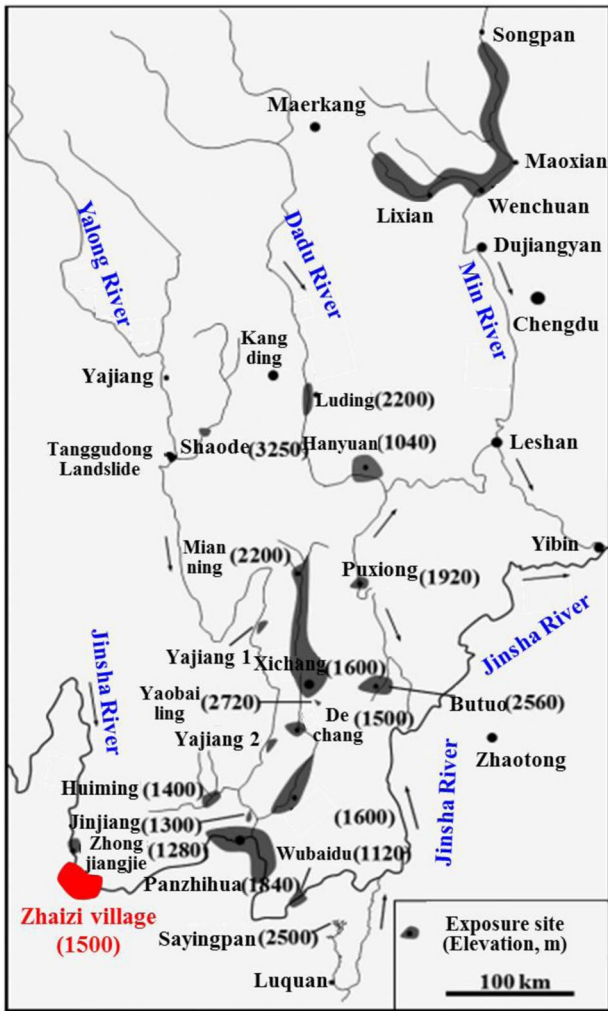 Songpan
Maerkang
Maoxian
Lixian
Wenchuan
Yalong River
Dadu River
Dujiangyan
Min River
Chengdu
Kang
ding
Yajiang
Luding(2200)
Tanggudong
Landslide
Shaode(3250)
Hanyuan(1040)
Leshan
Yibin
Mian
ning
(2200)
Puxiong
(1920)
Jinsha River
Yajiang 1
Xichang(1600)
Jinsha River
Yaobai
ling
(2720)
De
chang
(1500)
Butuo(2560)
Yajiang 2
Zhaotong
Jinsha River
Huiming(1400)
Jinjiang(1300)
(1600)
Zhong
jiangjie
(1280)
Wubaidu(1120)
Panzhihua(1840)
Zhaizi village
(1500)
Sayingpan(2500)
Luquan
Exposure site
(Elevation, m)
100 km